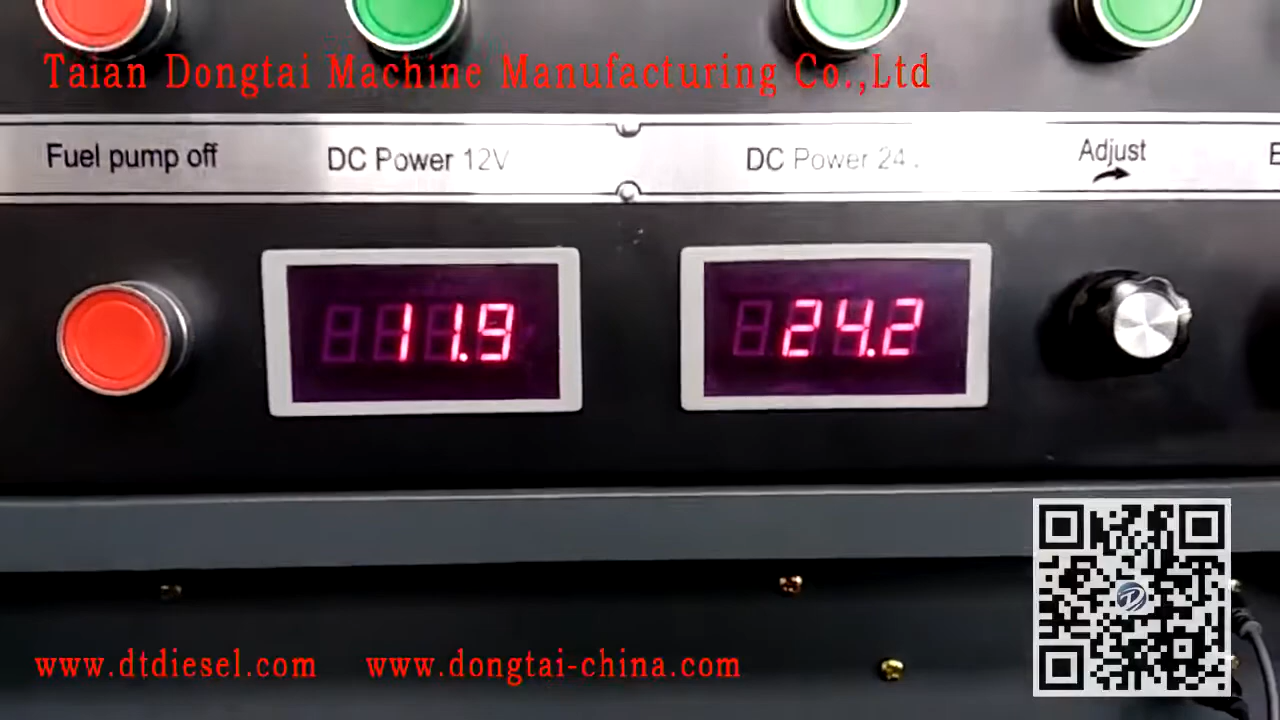 Taian Dongtai Machine Manufacturing Co.,Ltd
Fuel pump off
DC Power 12V
DC Power 24
Adjust
11.9
24.2
www.dtdiesel.com www.dongtai-china.com